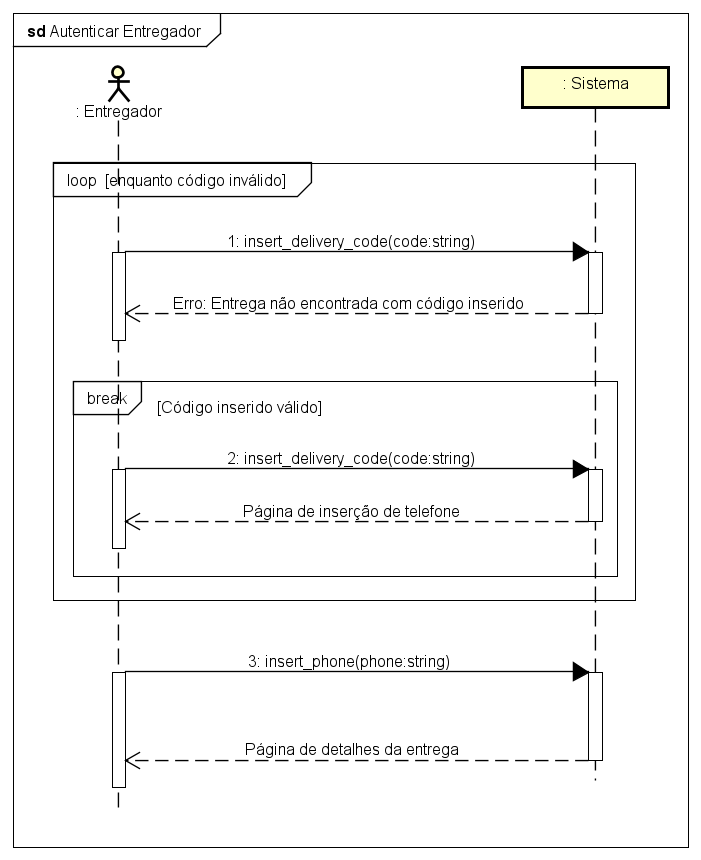 sd Autenticar Entregador
: Entregador
: Sistema
loop [enquanto código inválido]
1: insert_delivery_code(code:string)
Erro: Entrega não encontrada com código inserido
break
[Código inserido válido]
2: insert_delivery_code(code:string)
Página de inserção de telefone
3: insert_phone(phone:string)
Página de detalhes da entrega